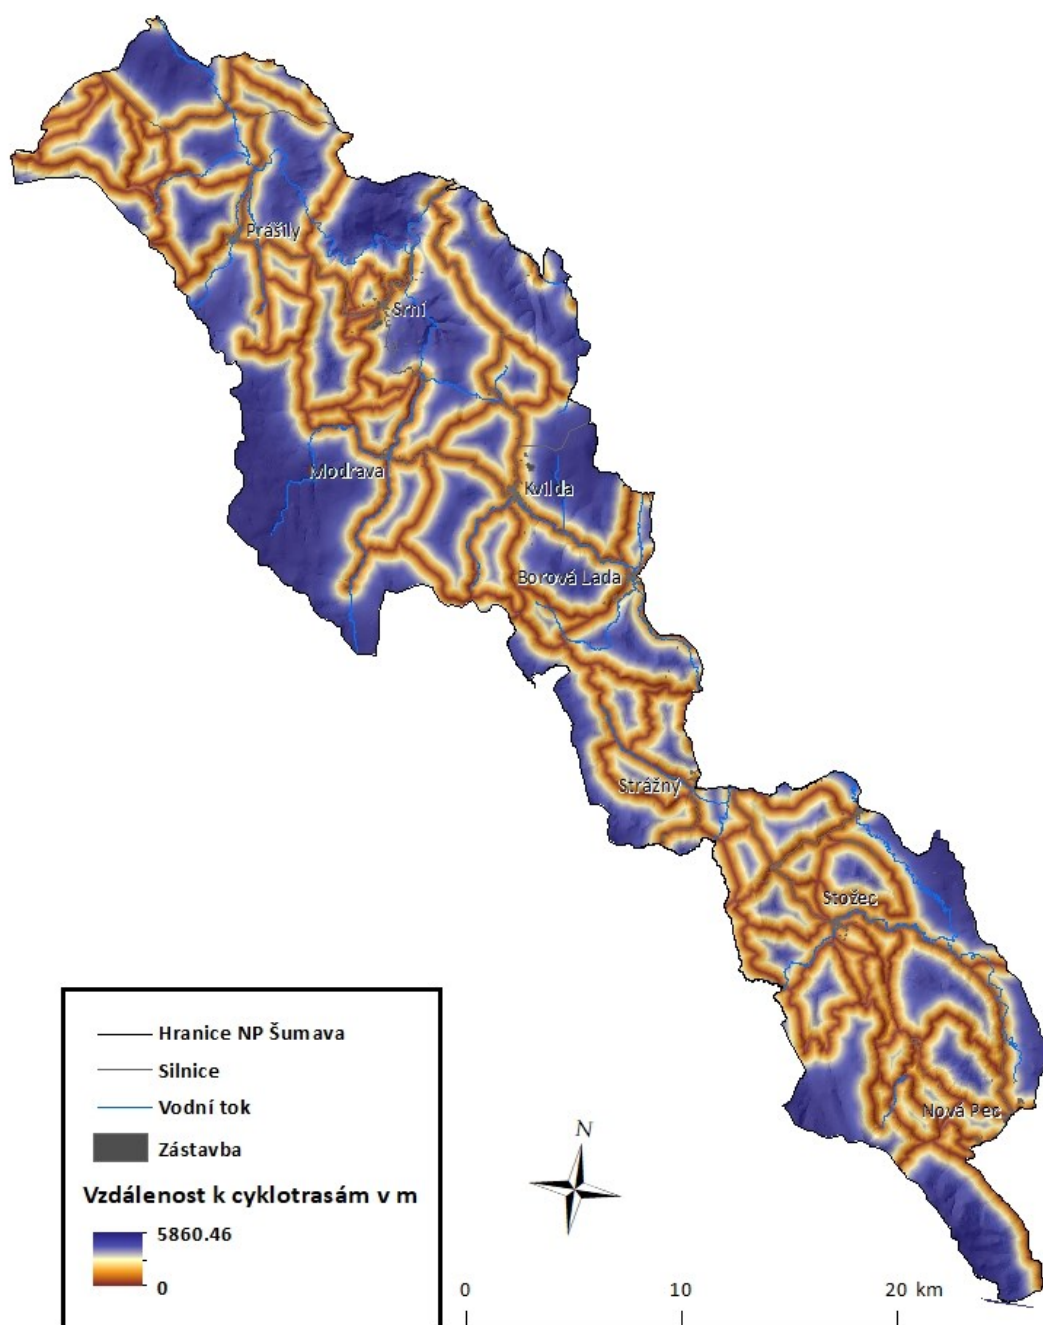 Prášily
Srní
Modrava
Kvilda
Borová Lada
Strážný
Stožec
Nová Pec
Hranice NP Šumava
Silnice
Vodní tok
Zástavba
Vzdálenost k cyklotrasám v m
5860.46
0
N
0 10 20 km